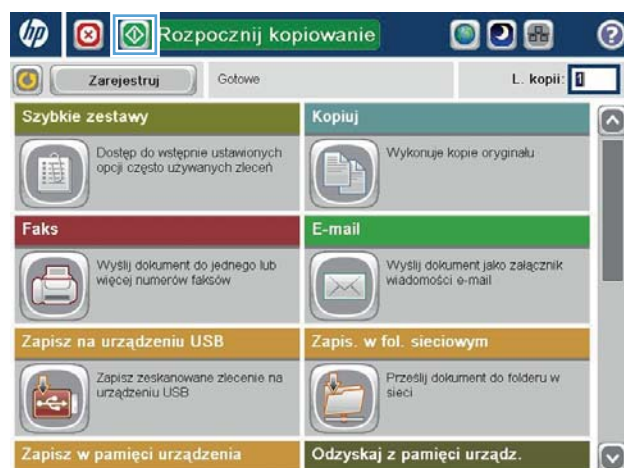 hp
Rozpocznij kopiowanie
?
Zarejestruj
Gotowe
L. kopii: 1
Szybkie zestawy
Dostęp do wstępnie ustawionych
opcji często używanych zleceń
Kopiuj
Wykonuje kopie oryginału
Faks
Wyślij dokument do jednego lub
więcej numerów faksów
E-mail
Wyślij dokument jako załącznik
wiadomości e-mail
Zapisz na urządzeniu USB
Zapisz zeskanowane zlecenie na
urządzeniu USB
Zapis. w fol. sieciowym
Prześlij dokument do folderu w
sieci
Zapisz w pamięci urządzenia
Odzyskaj z pamięci urządz.